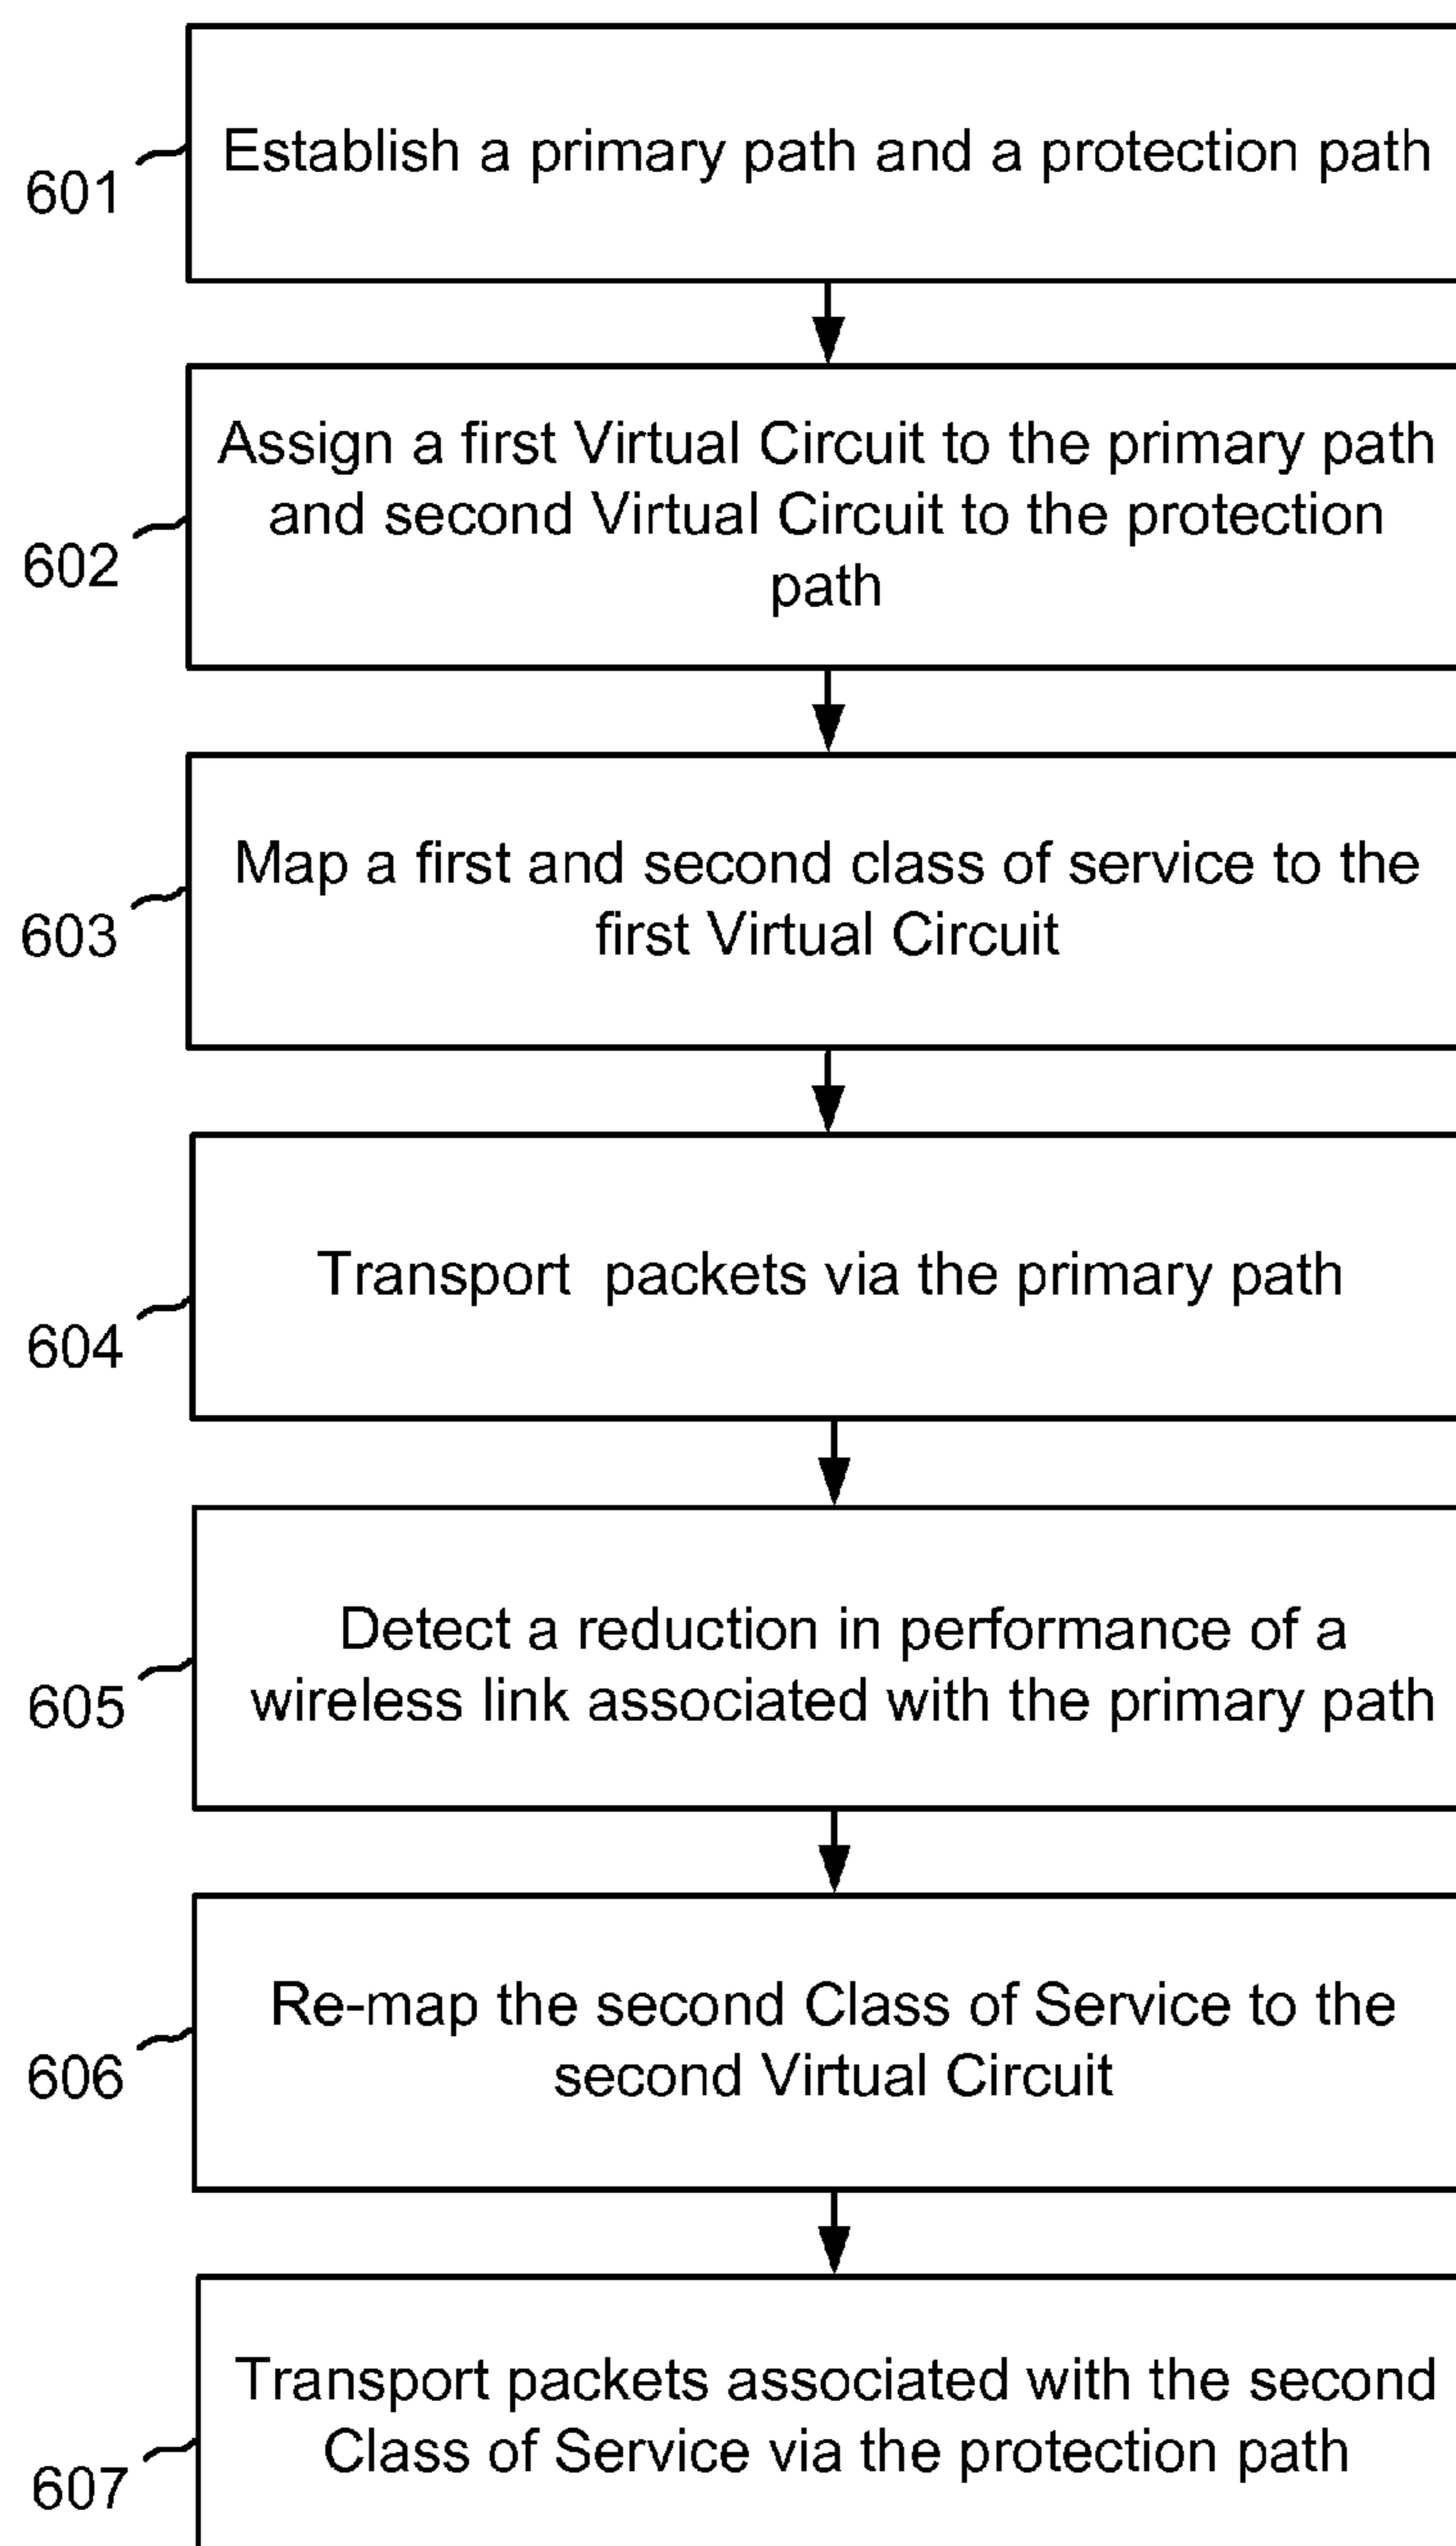 Establish a primary path and a protection path
601
Assign a first Virtual Circuit to the primary path
and second Virtual Circuit to the protection
path
602
Map a first and second class of service to the
first Virtual Circuit
603
Transport packets via the primary path
604
Detect a reduction in performance of a
wireless link associated with the primary path
605
Re-map the second Class of Service to the
second Virtual Circuit
606
Transport packets associated with the second
Class of Service via the protection path
607